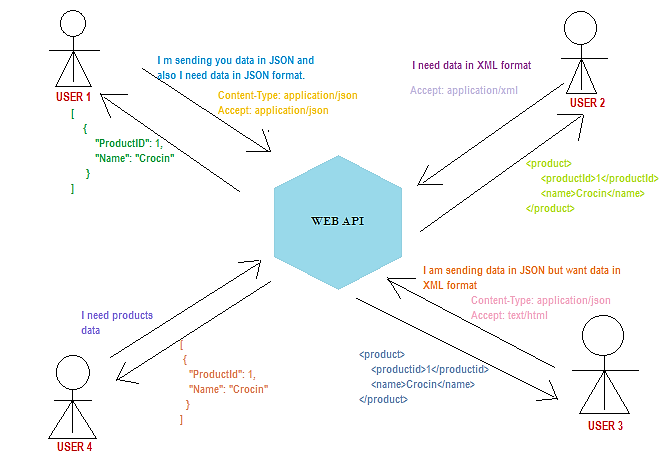 I m sending you data in JSON and
also I need data in JSON format.
Content-Type: application/json
Accept: application/json
USER 1
[
{
"ProductID": 1,
"Name": "Crocin"
}
]
I need data in XML format
Accept: application/xml
USER 2
<product>
<productId>1</productId>
<name>Crocin</name>
</product>
WEB API
I need products
data
USER 4
[
{
"ProductId": 1,
"Name": "Crocin"
}
]
I am sending data in JSON but want data in
XML format
Content-Type: application/json
Accept: text/html
USER 3
<product>
<productid>1</productid>
<name>Crocin</name>
</product>